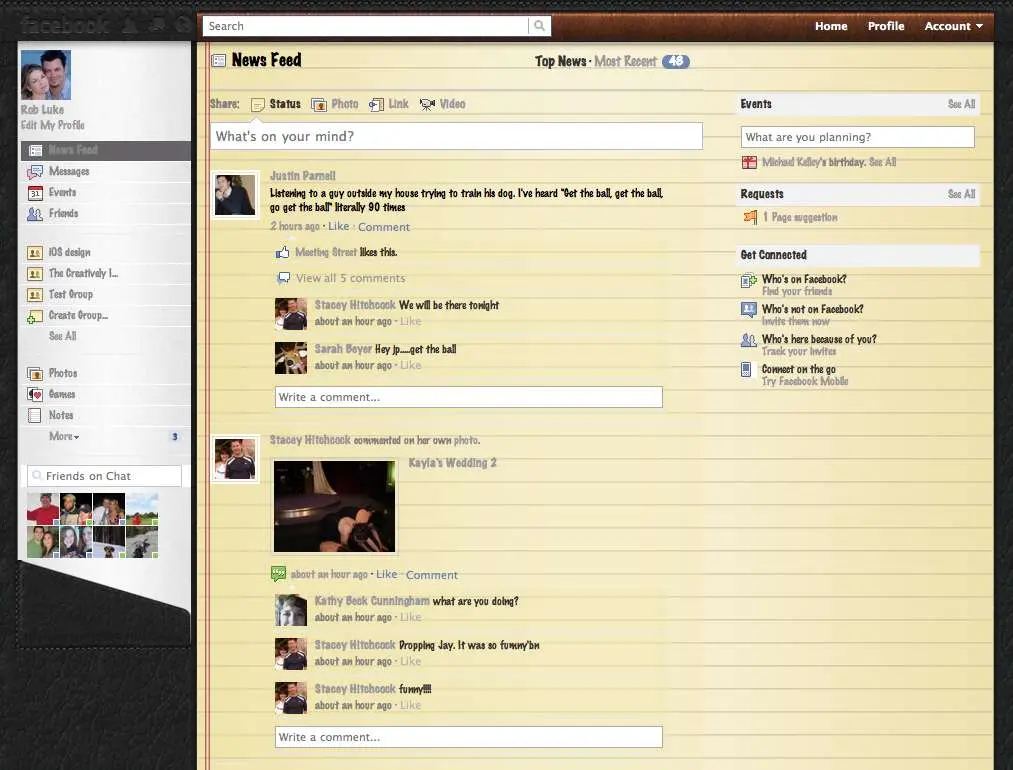 facebook
Search
Home Profile Account
Rob Luke
Edit My Profile
News Feed
Messages
31 Events
Friends
iOS design
The Creatively I...
Test Group
Create Group...
See All
Photos
Games
Notes
More 3
Friends on Chat
News Feed
Top News · Most Recent 48
Share: Status Photo Link Video
What's on your mind?
Justin Parnell
Listening to a guy outside my house trying to train his dog. I've heard "Get the ball, get the ball,
go get the ball" literally 90 times
2 hours ago · Like · Comment
Meeting Street likes this.
View all 5 comments
Stacey Hitchcock We will be there tonight
about an hour ago · Like
Sarah Boyer Hey jp.....get the ball
about an hour ago · Like
Write a comment...
Stacey Hitchcock commented on her own photo.
Kayla's Wedding 2
about an hour ago · Like · Comment
Kathy Beck Cunningham what are you doing?
about an hour ago · Like
Stacey Hitchcock Dropping Jay. It was so funny'bn
about an hour ago · Like
Stacey Hitchcock funny!!!!
about an hour ago · Like
Write a comment...
Events See All
What are you planning?
Michael Kelley's birthday. See All
Requests See All
1 Page suggestion
Get Connected
Who's on Facebook?
Find your friends
Who's not on Facebook?
Invite them now
Who's here because of you?
Track your invites
Connect on the go
Try Facebook Mobile